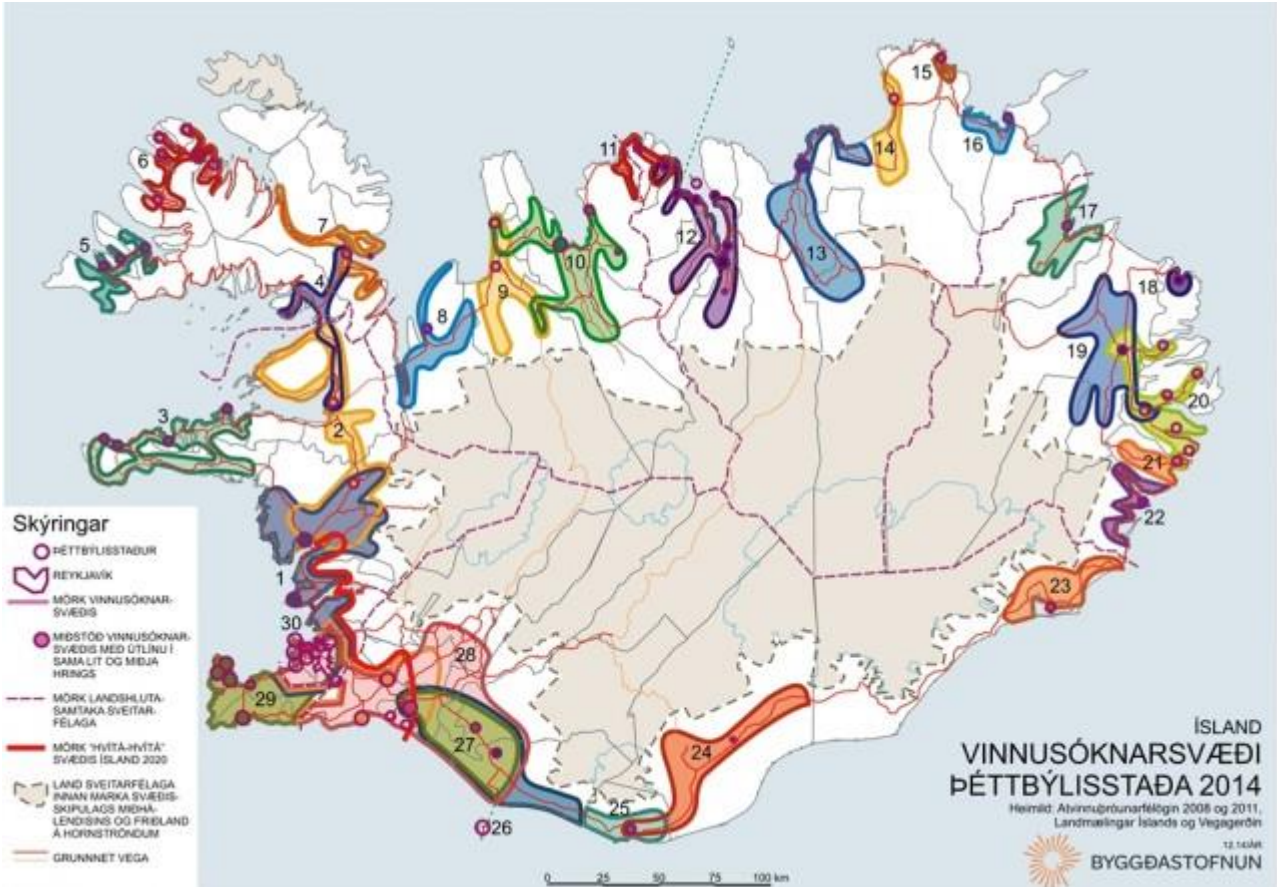 15
6
11
14
16
7
5
12
17
10
13
4
18
9
8
19
3
20
2
21
22
1
23
30
28
29
27
24
25
26
Skýringar
ÞÉTTBÝLISSTAÐUR
REYKJAVÍK
MÖRK VINNUSÓKNAR-
SVÆÐIS
MIÐSTÖÐ VINNUSÓKNAR-
SVÆÐIS MEÐ ÚTLÍNU Í
SAMA LIT OG MIÐJA
HRINGS
MÖRK LANDSHLUTA-
SAMTAKA SVEITAR-
FÉLAGA
MÖRK "HVÍTÁ-HVÍTÁ"
SVÆÐIS ÍSLAND 2020
LAND SVEITARFÉLAGA
INNAN MARKA SVÆÐIS-
SKIPULAGS MIÐHÁ-
LENDISINS OG FRIÐLAND
Á HORNSTRÖNDUM
GRUNNNET VEGA
ÍSLAND
VINNUSÓKNARSVÆÐI
ÞÉTTBÝLISSTAÐA 2014
Heimild: Atvinnuþróunarfélögin 2008 og 2011,
Landmælingar Íslands og Vegagerðin
12.14/ÁR
BYGGÐASTOFNUN
0 25 50 75 100 km